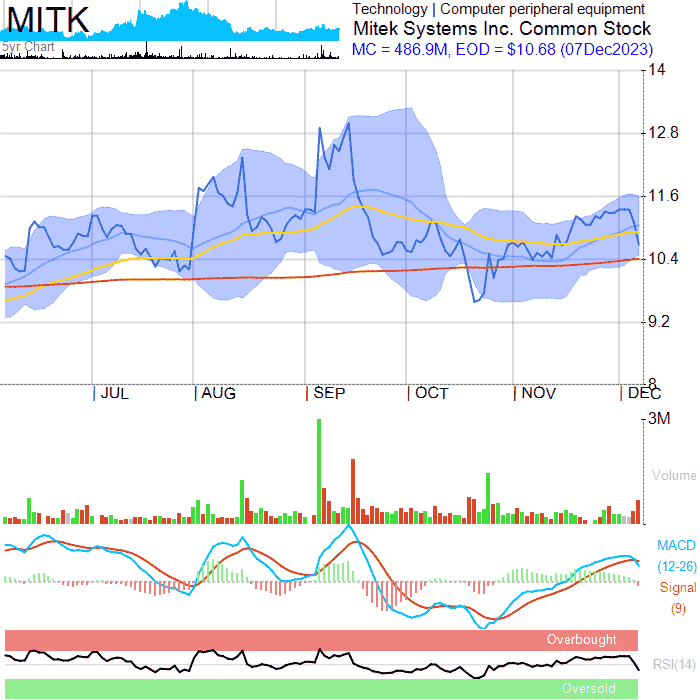 MITK
5yr Chart
Technology | Computer peripheral equipment
Mitek Systems Inc. Common Stock
MC = 486.9M, EOD = $10.68 (07Dec2023)
14
12.8
11.6
10.4
9.2
8
JUL
AUG
SEP
OCT
NOV
DEC
3M
Volume
MACD
(12-26)
Signal
(9)
Overbought
RSI(14)
Oversold